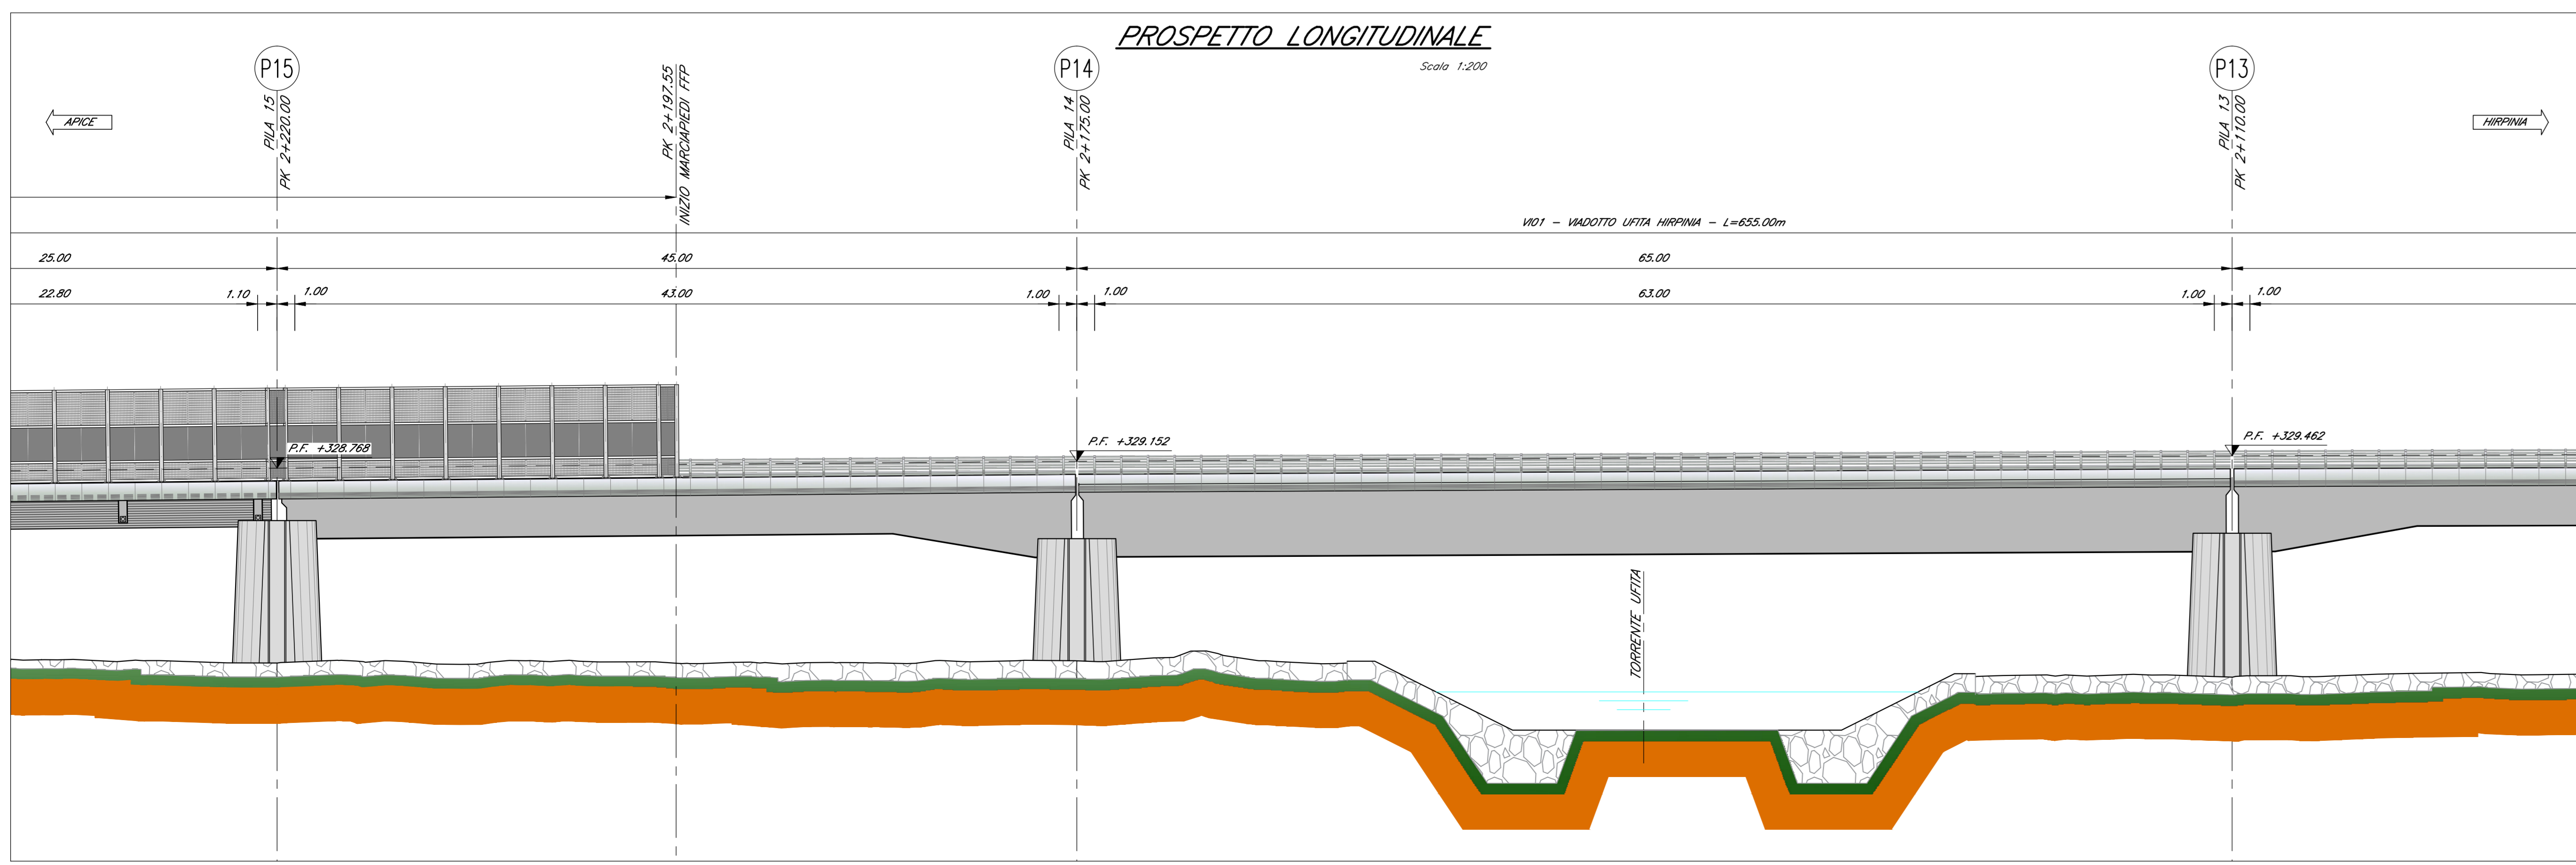 PROSPETTO LONGITUDINALE
Scala 1:200
P15
P14
P13
PILA 15
PK 2+220.00
PK 2+197.55
INIZIO MARCIAPIEDI FFP
PILA 14
PK 2+175.00
PILA 13
PK 2+110.00
APICE
HIRPINIA
VI01 - VIADOTTO UFITA HIRPINIA - L=655.00m
25.00
45.00
65.00
22.80
1.10
1.00
43.00
1.00
1.00
63.00
1.00
1.00
P.F. +328.768
P.F. +329.152
P.F. +329.462
TORRENTE UFITA